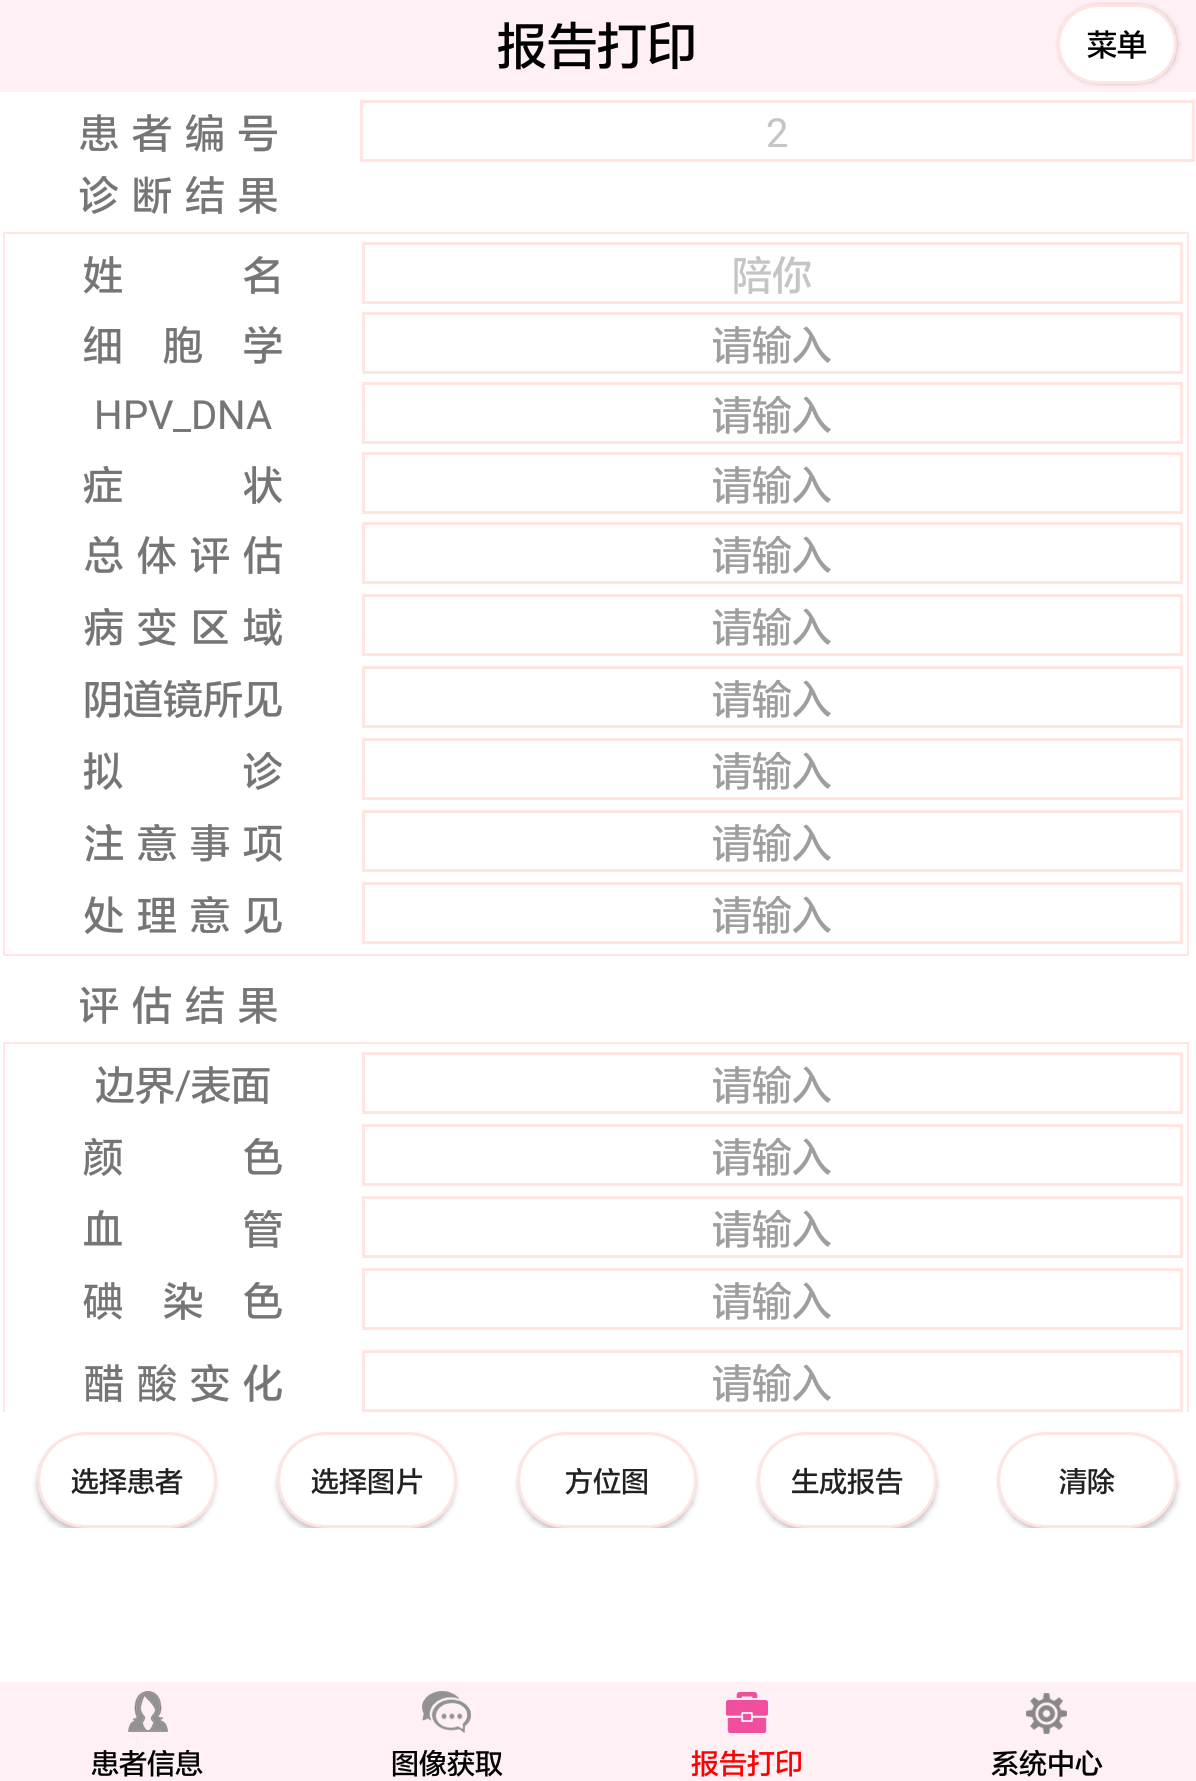 报告打印
菜单
患者编号 2
诊断结果
姓名 陪你
细胞学 请输入
HPV_DNA 请输入
症状 请输入
总体评估 请输入
病变区域 请输入
阴道镜所见 请输入
拟诊 请输入
注意事项 请输入
处理意见 请输入
评估结果
边界/表面 请输入
颜色 请输入
血管 请输入
碘染色 请输入
醋酸变化 请输入
选择患者 选择图片 方位图 生成报告 清除
患者信息 图像获取 报告打印 系统中心